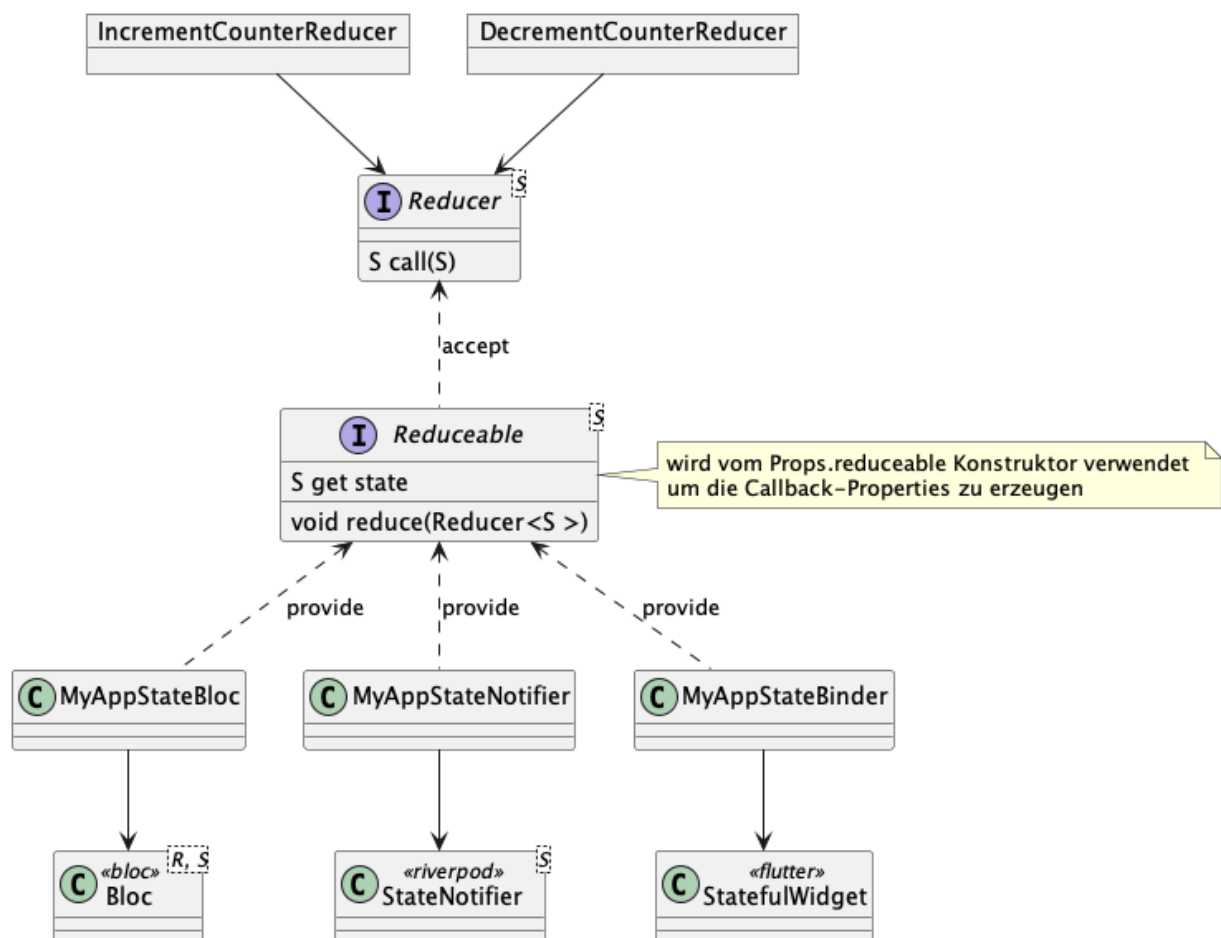 IncrementCounterReducer
DecrementCounterReducer
I Reducer
S
S call(S)
accept
I Reduceable
S
S get state
void reduce(Reducer<S >)
wird vom Props.reduceable Konstruktor verwendet
um die Callback-Properties zu erzeugen
provide
provide
provide
C MyAppStateBloc
C MyAppStateNotifier
C MyAppStateBinder
C «bloc»
Bloc
R, S
C «riverpod»
StateNotifier
S
C «flutter»
StatefulWidget